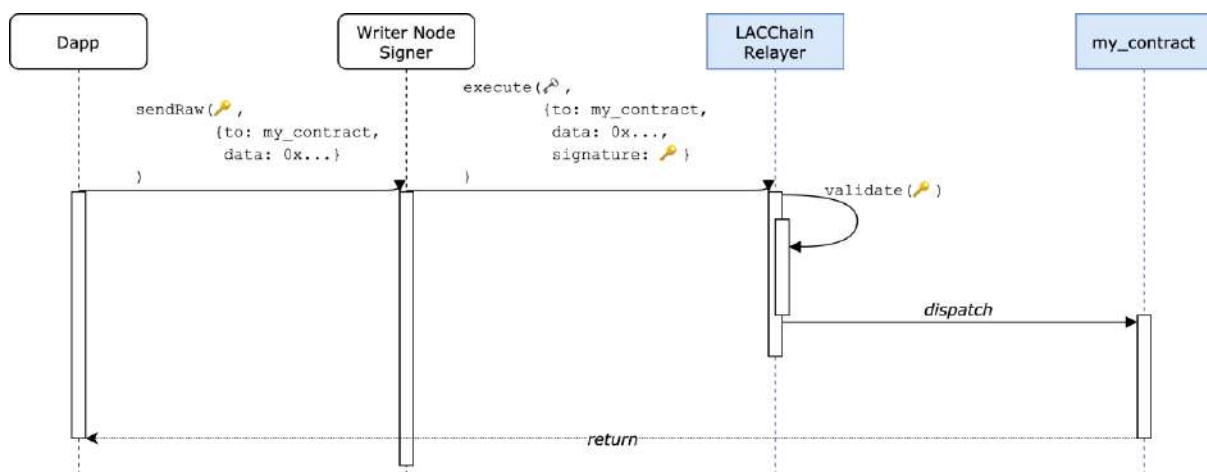 Dapp
Writer Node
Signer
LACChain
Relayer
my_contract
sendRaw(🔑,
{to: my_contract,
data: 0x...}
)
execute(🗝,
{to: my_contract,
data: 0x...,
signature: 🔑 }
)
validate(🔑)
dispatch
return